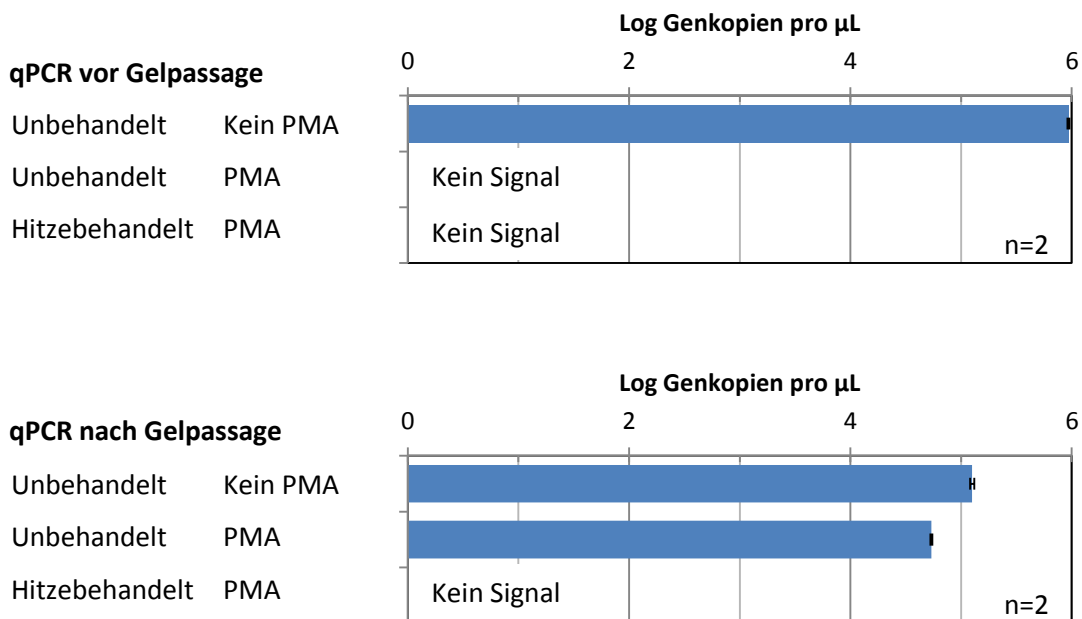 Log Genkopien pro µL
0 2 4 6
qPCR vor Gelpassage
Unbehandelt Kein PMA
Unbehandelt PMA Kein Signal
Hitzebehandelt PMA Kein Signal
n=2
Log Genkopien pro µL
0 2 4 6
qPCR nach Gelpassage
Unbehandelt Kein PMA
Unbehandelt PMA
Hitzebehandelt PMA Kein Signal
n=2